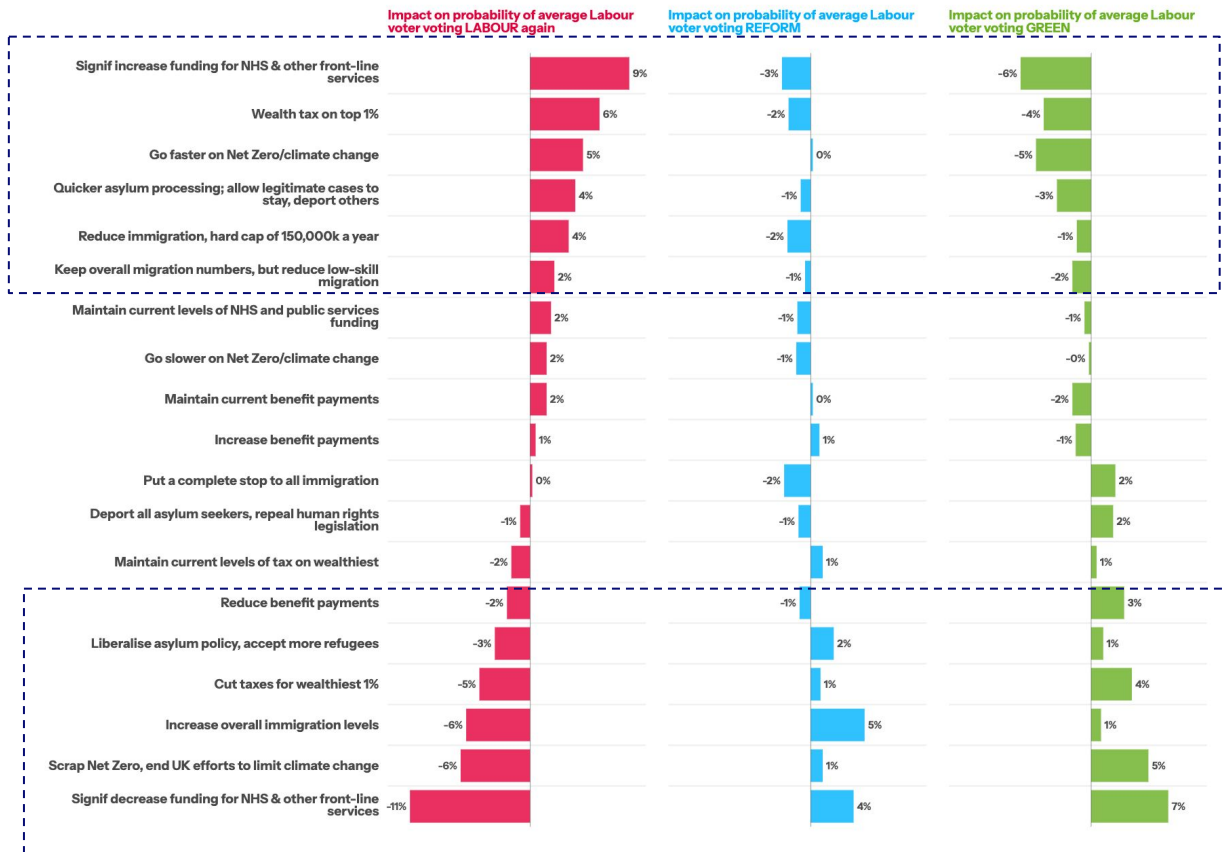 Impact on probability of average Labour
voter voting LABOUR again
Impact on probability of average Labour
voter voting REFORM
Impact on probability of average Labour
voter voting GREEN
Signif increase funding for NHS & other front-line
services
9%
-3%
-6%
Wealth tax on top 1%
6%
-2%
-4%
Go faster on Net Zero/climate change
5%
0%
-5%
Quicker asylum processing; allow legitimate cases to
stay, deport others
4%
-1%
-3%
Reduce immigration, hard cap of 150,000k a year
4%
-2%
-1%
Keep overall migration numbers, but reduce low-skill
migration
2%
-1%
-2%
Maintain current levels of NHS and public services
funding
2%
-1%
-1%
Go slower on Net Zero/climate change
2%
-1%
-0%
Maintain current benefit payments
2%
0%
-2%
Increase benefit payments
1%
1%
-1%
Put a complete stop to all immigration
0%
-2%
2%
Deport all asylum seekers, repeal human rights
legislation
-1%
-1%
2%
Maintain current levels of tax on wealthiest
-2%
1%
1%
Reduce benefit payments
-2%
-1%
3%
Liberalise asylum policy, accept more refugees
-3%
2%
1%
Cut taxes for wealthiest 1%
-5%
1%
4%
Increase overall immigration levels
-6%
5%
1%
Scrap Net Zero, end UK efforts to limit climate change
-6%
1%
5%
Signif decrease funding for NHS & other front-line
services
-11%
4%
7%